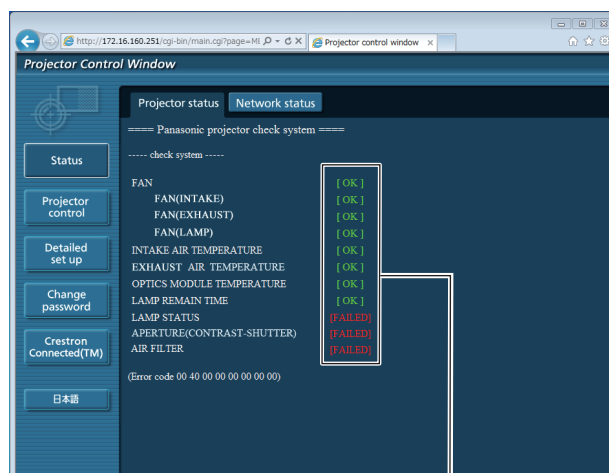 http://172.16.160.251/cgi-bin/main.cgi?page=MI
Projector control window
Projector Control Window
Projector status
Network status
==== Panasonic projector check system ====
Status
----- check system -----
FAN [ OK ]
Projector control
FAN(INTAKE) [ OK ]
FAN(EXHAUST) [ OK ]
FAN(LAMP) [ OK ]
Detailed set up
INTAKE AIR TEMPERATURE [ OK ]
EXHAUST AIR TEMPERATURE [ OK ]
OPTICS MODULE TEMPERATURE [ OK ]
Change password
LAMP REMAIN TIME [ OK ]
LAMP STATUS [FAILED]
APERTURE(CONTRAST-SHUTTER) [FAILED]
Crestron Connected(TM)
AIR FILTER [FAILED]
(Error code 00 40 00 00 00 00 00 00)
日本語